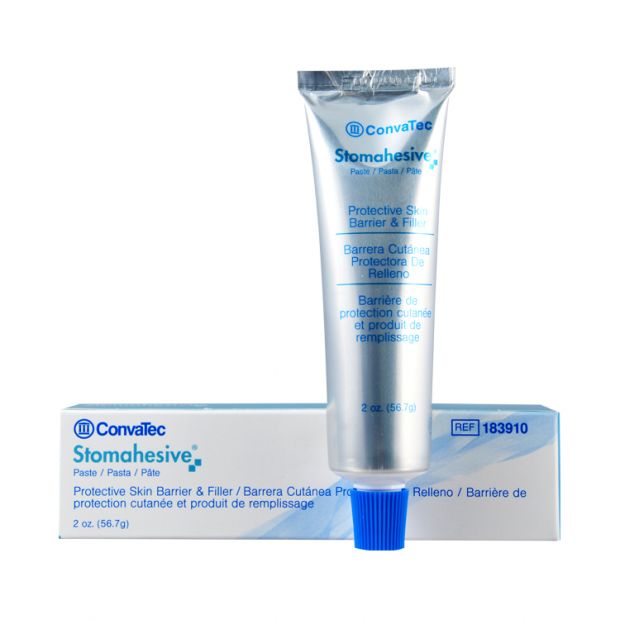 ConvaTec
Stomahesive®
Paste / Pasta / Pâte
Protective Skin
Barrier & Filler
Barrera Cutánea
Protectora De
Relleno
Barrière de
protection cutanée
et produit de
remplissage
2 oz. (56.7g)
ConvaTec
REF 183910
Stomahesive®
Paste / Pasta / Pâte
Protective Skin Barrier & Filler / Barrera Cutánea Relleno / Barrière de
protection cutanée et produit de remplissage
2 oz. (56.7g)